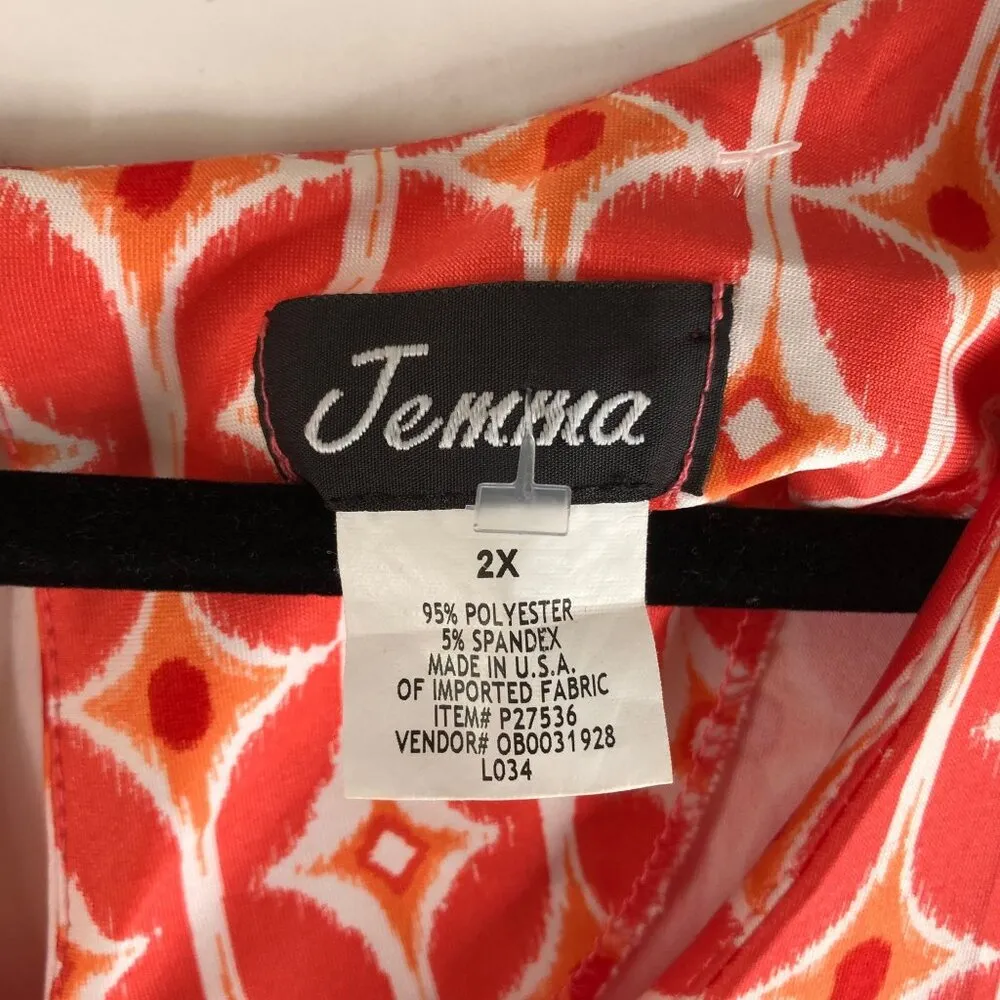 Jemma
2X
95% POLYESTER
5% SPANDEX
MADE IN U.S.A.
OF IMPORTED FABRIC
ITEM# P27536
VENDOR# OB0031928
L034